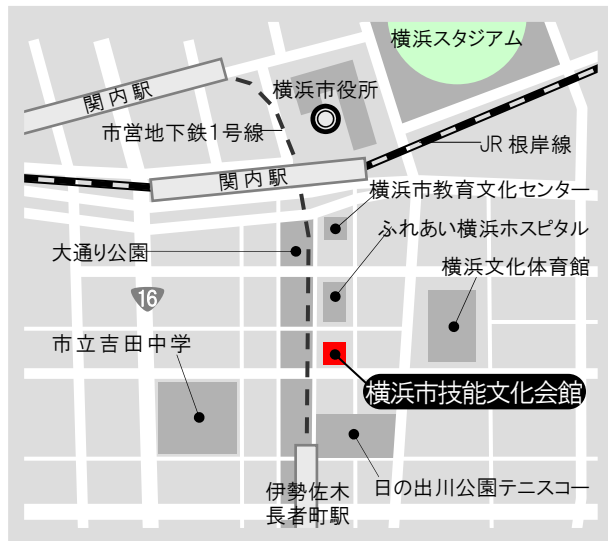 横浜スタジアム
関内駅
横浜市役所
市営地下鉄1号線
JR根岸線
関内駅
横浜市教育文化センター
ふれあい横浜ホスピタル
大通り公園
横浜文化体育館
16
市立吉田中学
横浜市技能文化会館
伊勢佐木
長者町駅
日の出川公園テニスコー